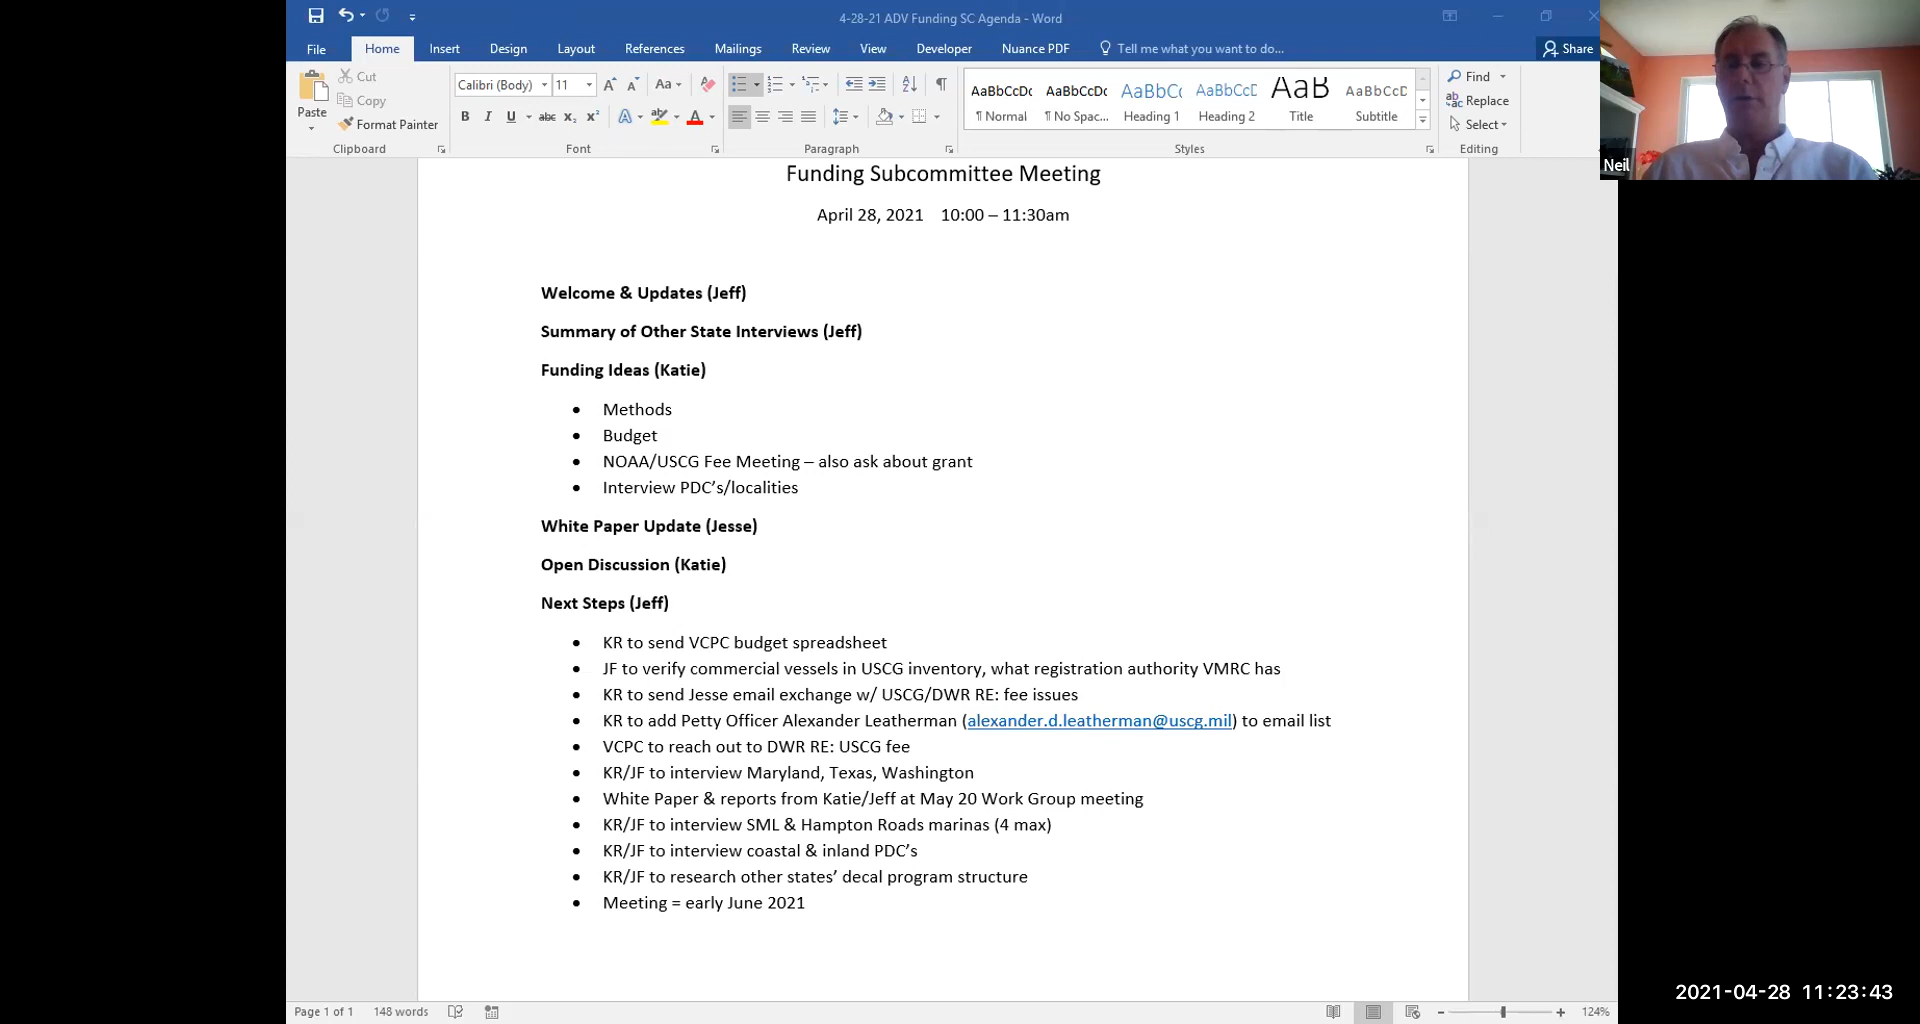 4-28-21 ADV Funding SC Agenda - Word
File Home Insert Design Layout References Mailings Review View Developer Nuance PDF Tell me what you want to do... Share
Paste
Cut
Copy
Format Painter
Clipboard
Calibri (Body) 11
Font
Paragraph
AaBbCcDc AaBbCcDc AaBbC AaBbCcD AaB AaBbCcD
¶ Normal ¶ No Spac... Heading 1 Heading 2 Title Subtitle
Styles
Find
Replace
Select
Editing
Neil
Funding Subcommittee Meeting
April 28, 2021 10:00 – 11:30am
Welcome & Updates (Jeff)
Summary of Other State Interviews (Jeff)
Funding Ideas (Katie)
• Methods
• Budget
• NOAA/USCG Fee Meeting – also ask about grant
• Interview PDC’s/localities
White Paper Update (Jesse)
Open Discussion (Katie)
Next Steps (Jeff)
• KR to send VCPC budget spreadsheet
• JF to verify commercial vessels in USCG inventory, what registration authority VMRC has
• KR to send Jesse email exchange w/ USCG/DWR RE: fee issues
• KR to add Petty Officer Alexander Leatherman (alexander.d.leatherman@uscg.mil) to email list
• VCPC to reach out to DWR RE: USCG fee
• KR/JF to interview Maryland, Texas, Washington
• White Paper & reports from Katie/Jeff at May 20 Work Group meeting
• KR/JF to interview SML & Hampton Roads marinas (4 max)
• KR/JF to interview coastal & inland PDC’s
• KR/JF to research other states’ decal program structure
• Meeting = early June 2021
2021-04-28 11:23:43
Page 1 of 1 148 words 124%